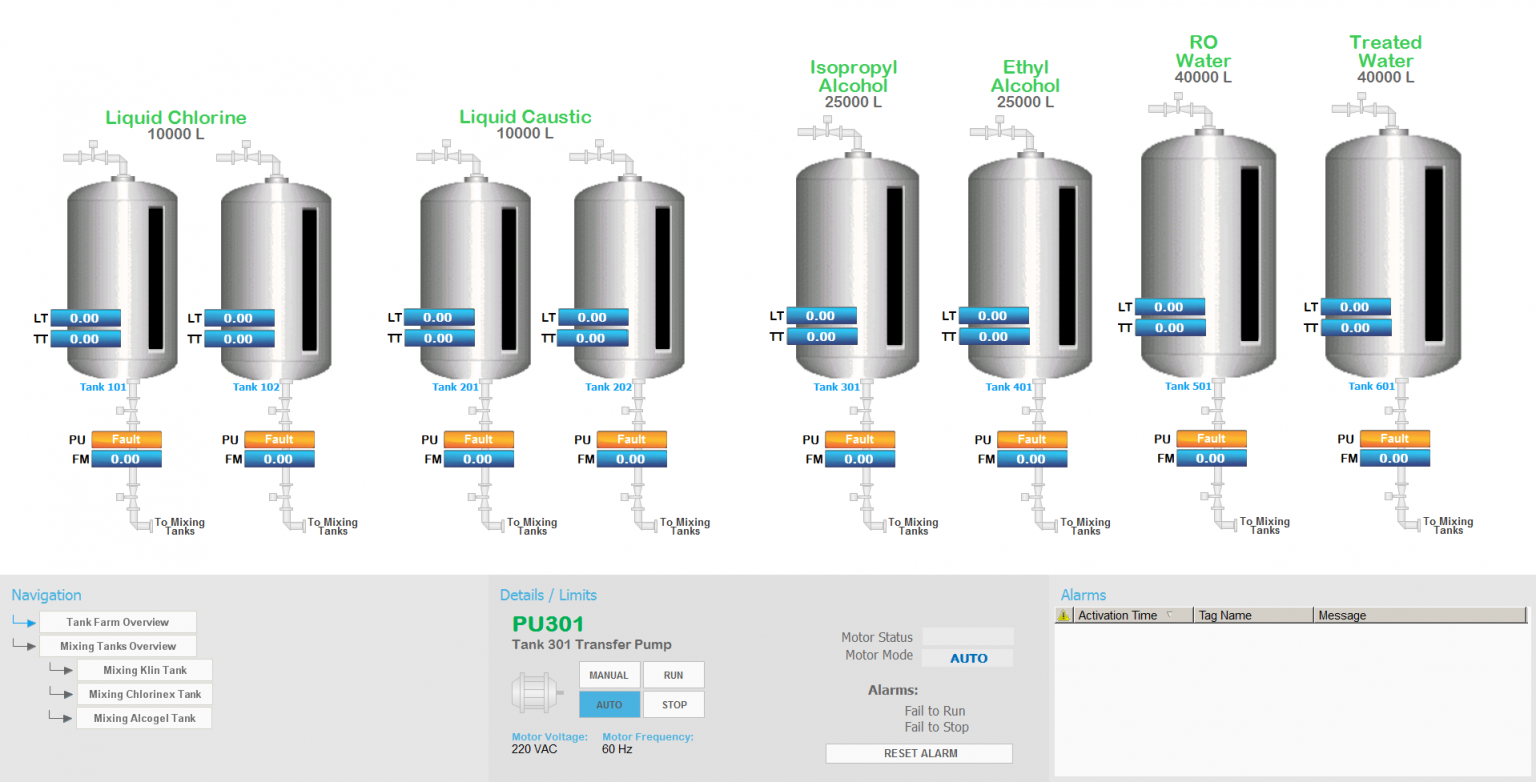 RO
Water
40000 L
Treated
Water
40000 L
Isopropyl
Alcohol
25000 L
Ethyl
Alcohol
25000 L
Liquid Chlorine
10000 L
Liquid Caustic
10000 L
LT 0.00
TT 0.00
LT 0.00
TT 0.00
LT 0.00
TT 0.00
LT 0.00
TT 0.00
LT 0.00
TT 0.00
LT 0.00
TT 0.00
LT 0.00
TT 0.00
LT 0.00
TT 0.00
Tank 101
Tank 102
Tank 201
Tank 202
Tank 301
Tank 401
Tank 501
Tank 601
PU Fault
FM 0.00
PU Fault
FM 0.00
PU Fault
FM 0.00
PU Fault
FM 0.00
PU Fault
FM 0.00
PU Fault
FM 0.00
PU Fault
FM 0.00
PU Fault
FM 0.00
To Mixing
Tanks
To Mixing
Tanks
To Mixing
Tanks
To Mixing
Tanks
To Mixing
Tanks
To Mixing
Tanks
To Mixing
Tanks
To Mixing
Tanks
Navigation
Tank Farm Overview
Mixing Tanks Overview
Mixing Klin Tank
Mixing Chlorinex Tank
Mixing Alcogel Tank
Details / Limits
PU301
Tank 301 Transfer Pump
MANUAL RUN
AUTO STOP
Motor Voltage: Motor Frequency:
220 VAC 60 Hz
Motor Status
Motor Mode AUTO
Alarms:
Fail to Run
Fail to Stop
RESET ALARM
Alarms
Activation Time Tag Name Message